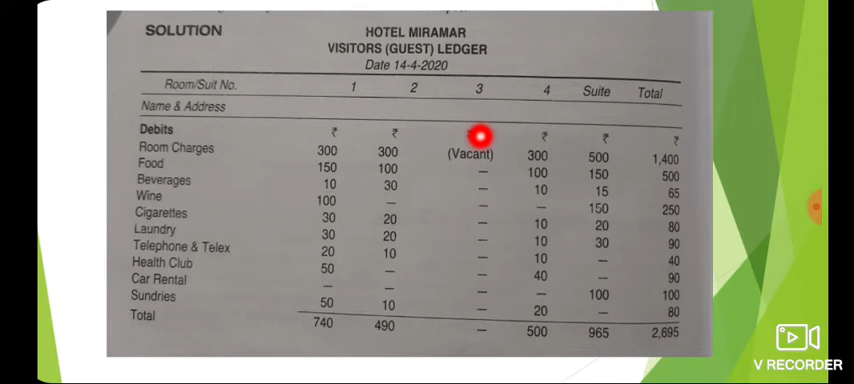 SOLUTION
HOTEL MIRAMAR
VISITORS (GUEST) LEDGER
Date 14-4-2020
Room/Suit No. 1 2 3 4 Suite Total
Name & Address
Debits ₹ ₹ ₹ ₹ ₹
Room Charges 300 300 (Vacant) 300 500 1,400
Food 150 100 — 100 150 500
Beverages 10 30 — 10 15 65
Wine 100 — — — 150 250
Cigarettes 30 20 — 10 20 80
Laundry 30 20 — 10 30 90
Telephone & Telex 20 10 — 10 — 40
Health Club 50 — — 40 — 90
Car Rental — — — — 100 100
Sundries 50 10 — 20 — 80
Total 740 490 — 500 965 2,695
V RECORDER